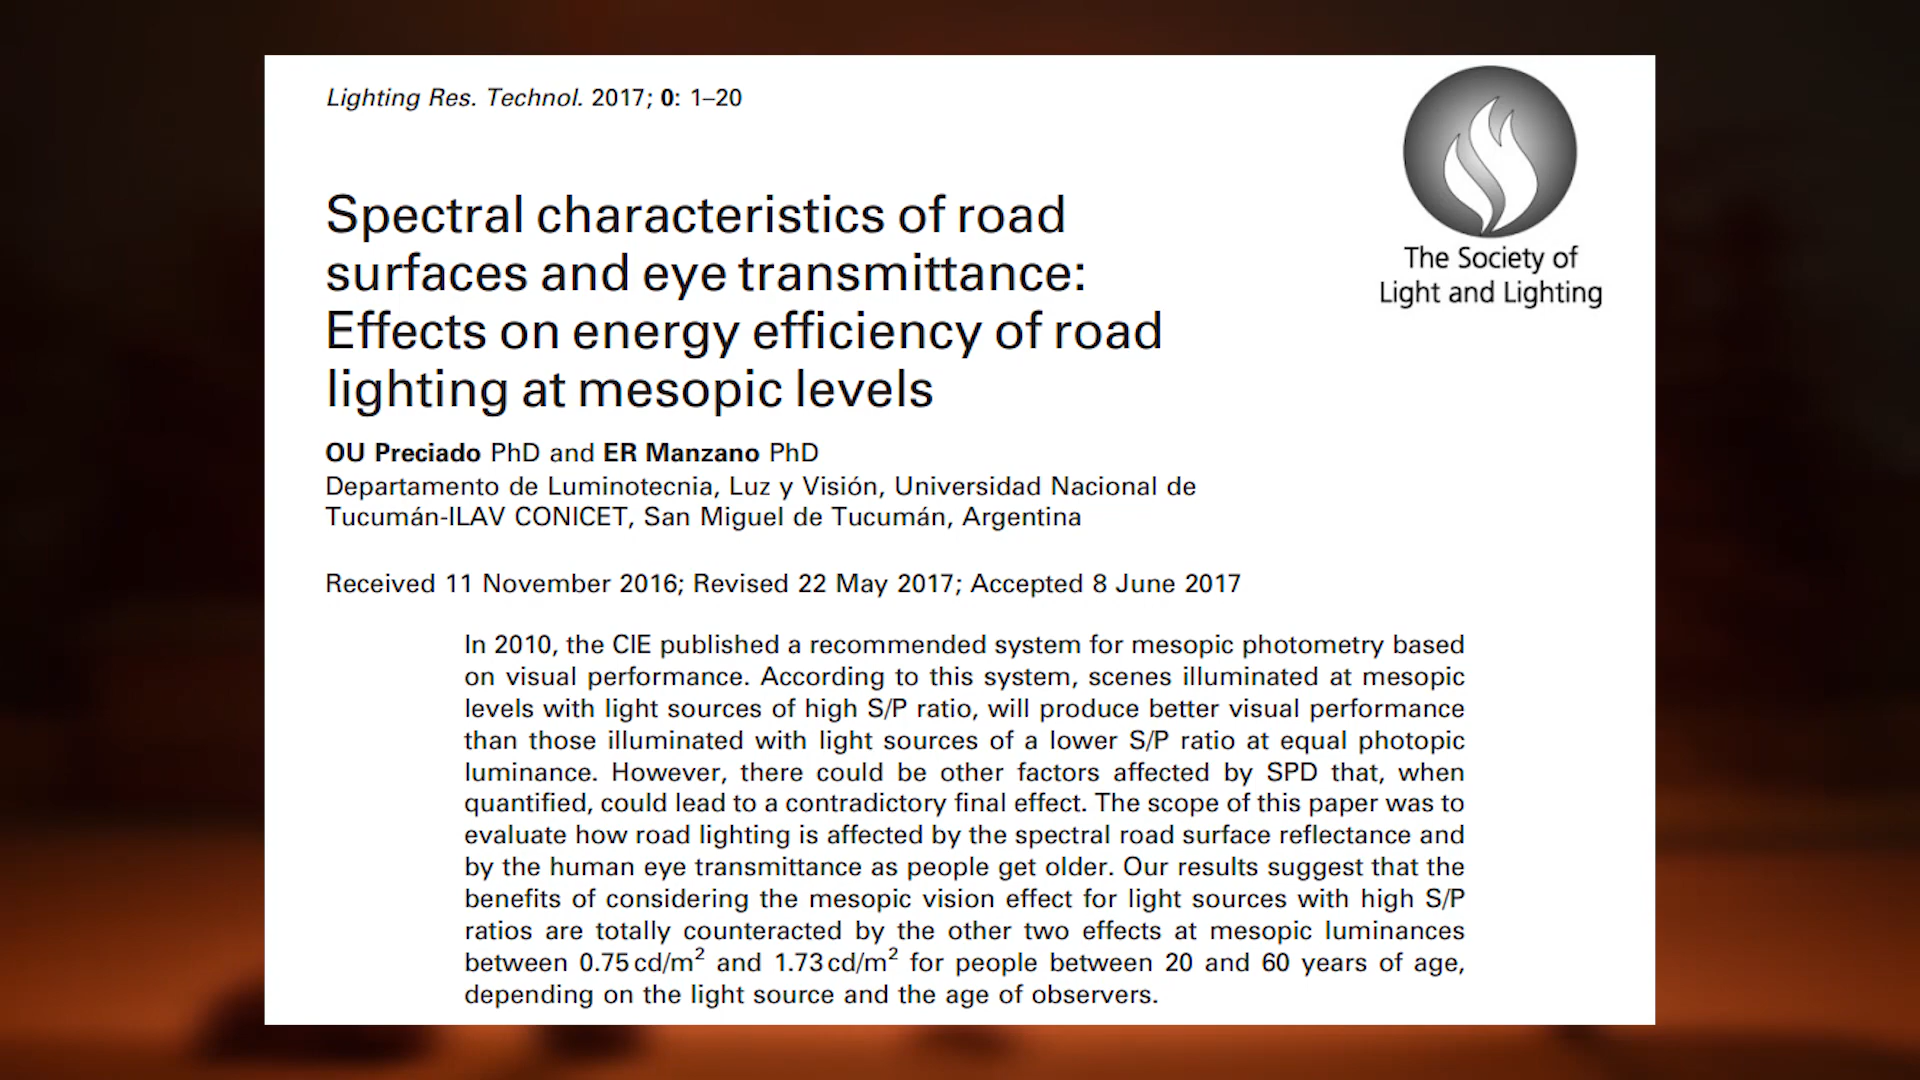 Lighting Res. Technol. 2017; 0: 1–20
The Society of
Light and Lighting
Spectral characteristics of road
surfaces and eye transmittance:
Effects on energy efficiency of road
lighting at mesopic levels
OU Preciado PhD and ER Manzano PhD
Departamento de Luminotecnia, Luz y Visión, Universidad Nacional de
Tucumán-ILAV CONICET, San Miguel de Tucumán, Argentina
Received 11 November 2016; Revised 22 May 2017; Accepted 8 June 2017
In 2010, the CIE published a recommended system for mesopic photometry based
on visual performance. According to this system, scenes illuminated at mesopic
levels with light sources of high S/P ratio, will produce better visual performance
than those illuminated with light sources of a lower S/P ratio at equal photopic
luminance. However, there could be other factors affected by SPD that, when
quantified, could lead to a contradictory final effect. The scope of this paper was to
evaluate how road lighting is affected by the spectral road surface reflectance and
by the human eye transmittance as people get older. Our results suggest that the
benefits of considering the mesopic vision effect for light sources with high S/P
ratios are totally counteracted by the other two effects at mesopic luminances
between 0.75 cd/m² and 1.73 cd/m² for people between 20 and 60 years of age,
depending on the light source and the age of observers.